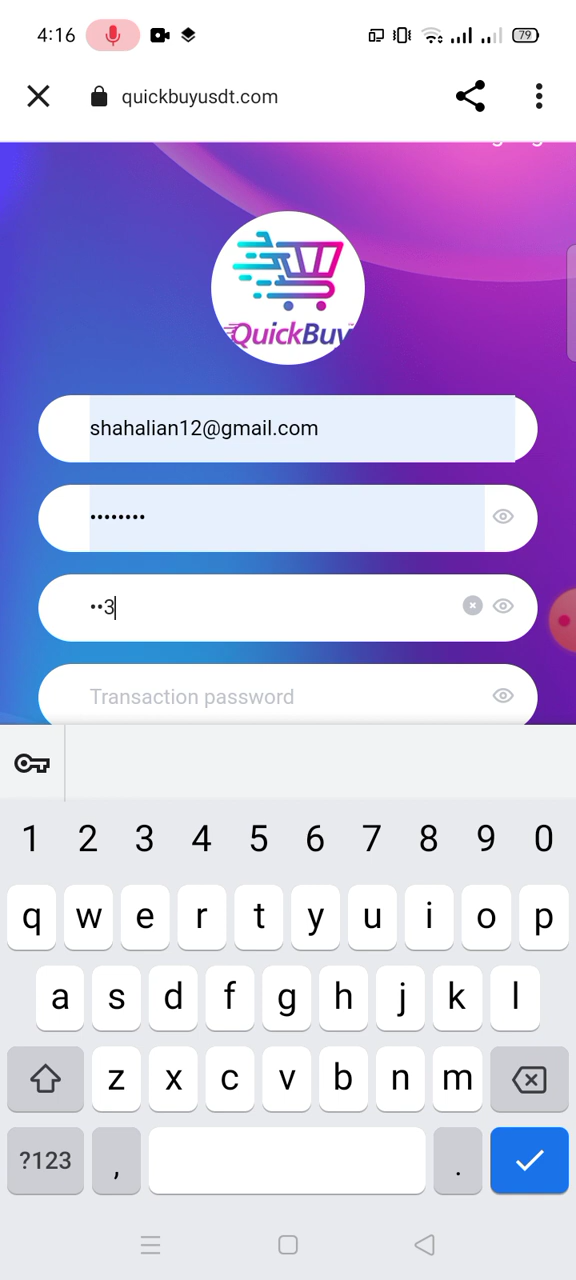 4:16
79
quickbuyusdt.com
QuickBuy
shahalian12@gmail.com
••••••••
••3
Transaction password
1 2 3 4 5 6 7 8 9 0
q w e r t y u i o p
a s d f g h j k l
z x c v b n m
?123 , .